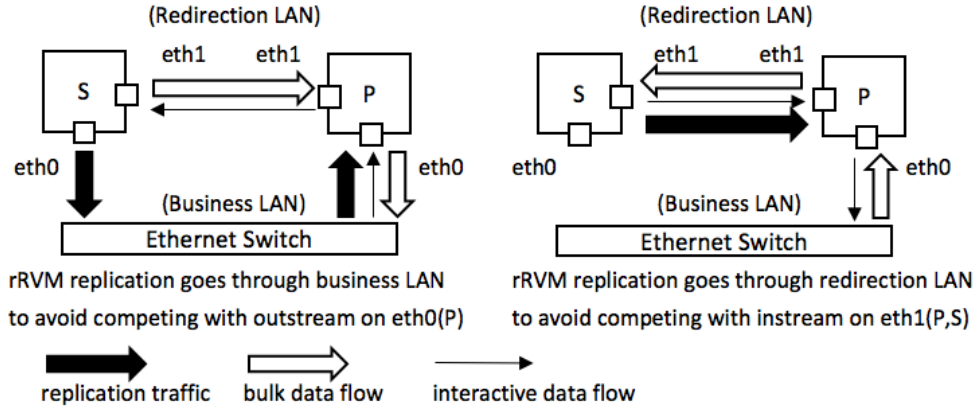 (Redirection LAN)
eth1 eth1
S P
eth0 eth0
(Business LAN)
Ethernet Switch
rRVM replication goes through business LAN
to avoid competing with outstream on eth0(P)
(Redirection LAN)
eth1 eth1
S P
eth0 eth0
(Business LAN)
Ethernet Switch
rRVM replication goes through redirection LAN
to avoid competing with instream on eth1(P,S)
replication traffic bulk data flow interactive data flow